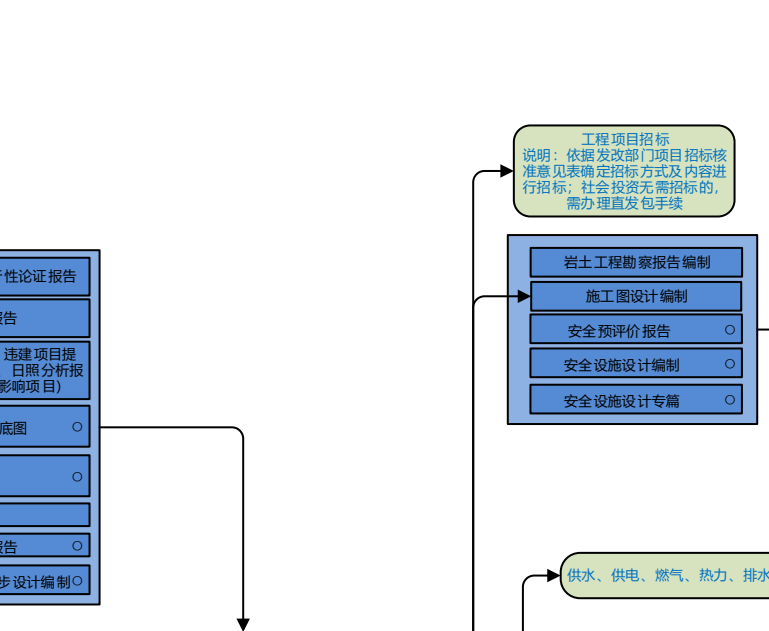 工程项目招标
说明：依据发改部门项目招标核
准意见表确定招标方式及内容进
行招标；社会投资无需招标的，
需办理直发包手续
岩土工程勘察报告编制
施工图设计编制
安全预评价报告
安全设施设计编制
安全设施设计专篇
性论证报告
告
违建项目提
日照分析报
影响项目）
底图
报告
步设计编制
供水、供电、燃气、热力、排水